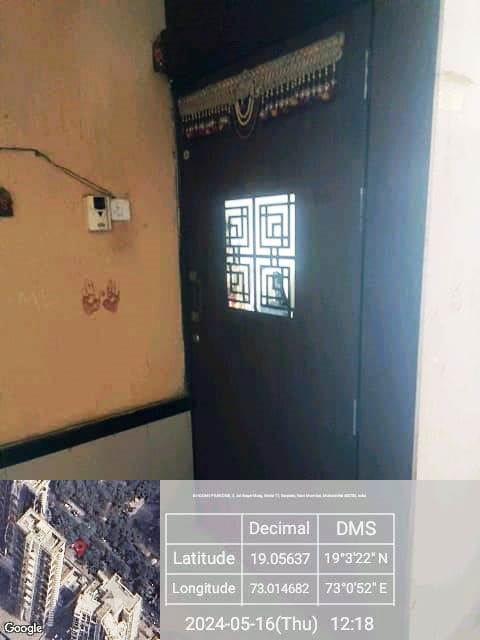 Decimal DMS
Latitude 19.05637 19°3'22" N
Longitude 73.014682 73°0'52" E
2024-05-16(Thu) 12:18
Google